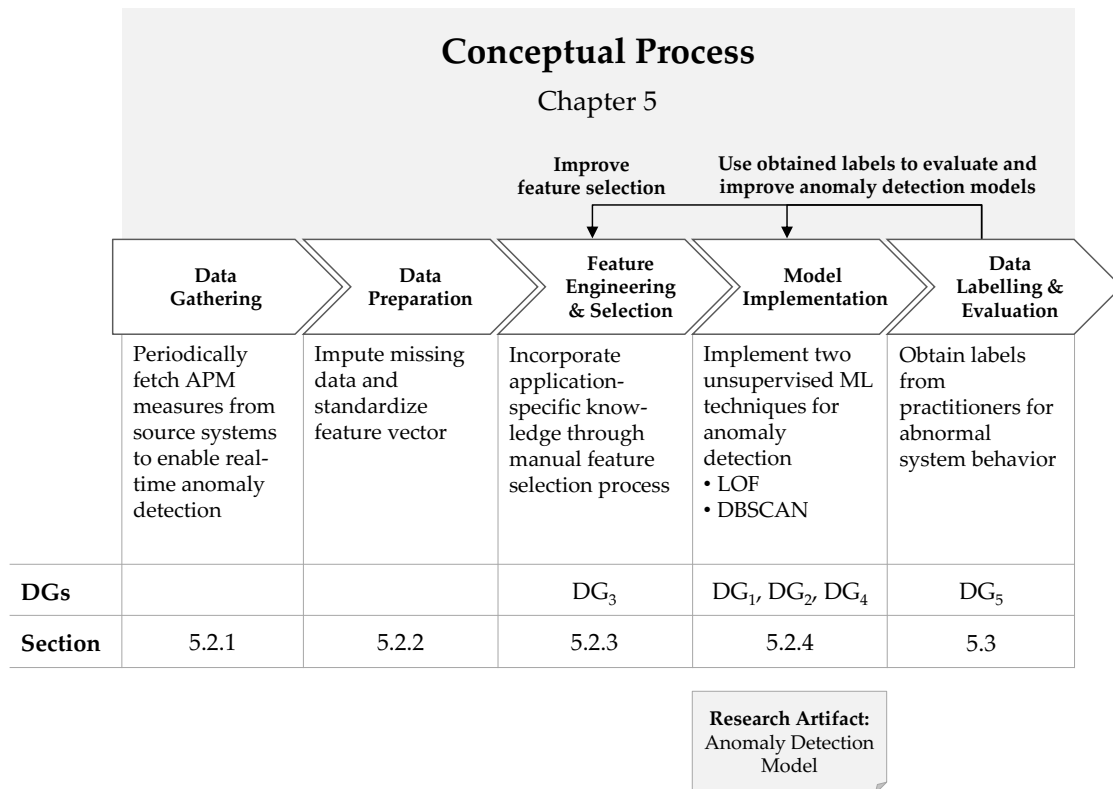 Conceptual Process
Chapter 5
Improve
feature selection
Use obtained labels to evaluate and
improve anomaly detection models
Data
Gathering
Data
Preparation
Feature
Engineering
& Selection
Model
Implementation
Data
Labelling &
Evaluation
Periodically
fetch APM
measures from
source systems
to enable real-
time anomaly
detection
Impute missing
data and
standardize
feature vector
Incorporate
application-
specific know-
ledge through
manual feature
selection process
Implement two
unsupervised ML
techniques for
anomaly
detection
• LOF
• DBSCAN
Obtain labels
from
practitioners for
abnormal
system behavior
DGs
DG₃
DG₁, DG₂, DG₄
DG₅
Section
5.2.1
5.2.2
5.2.3
5.2.4
5.3
Research Artifact:
Anomaly Detection
Model